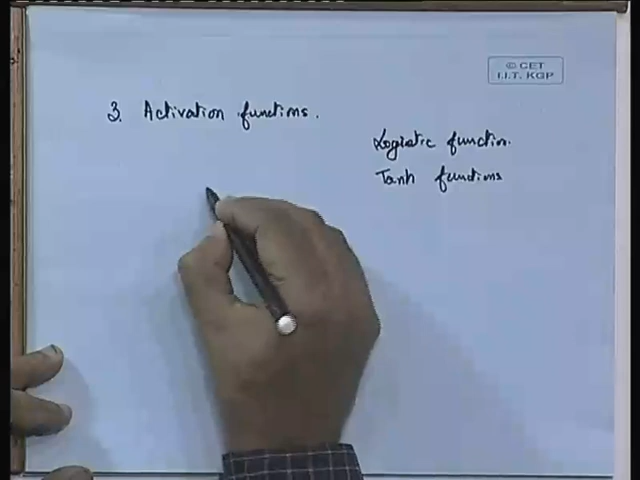 © CET
I.I.T. KGP
3. Activation functions.
Logistic function.
Tanh functions